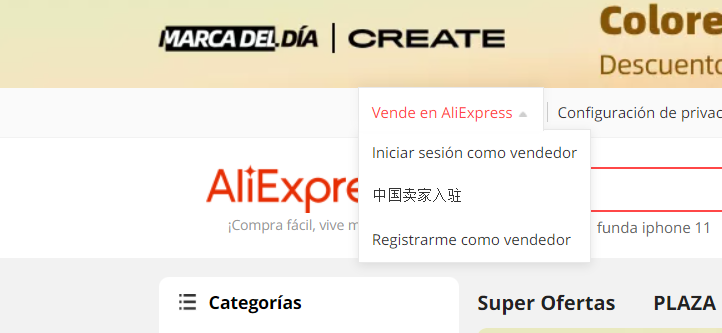 MARCA DEL.DÍA | CREATE
Colore
Descuento
Vende en AliExpress
Configuración de privac
Iniciar sesión como vendedor
中国卖家入驻
Registrarme como vendedor
AliExpre
¡Compra fácil, vive m
funda iphone 11
Categorías
Super Ofertas
PLAZA